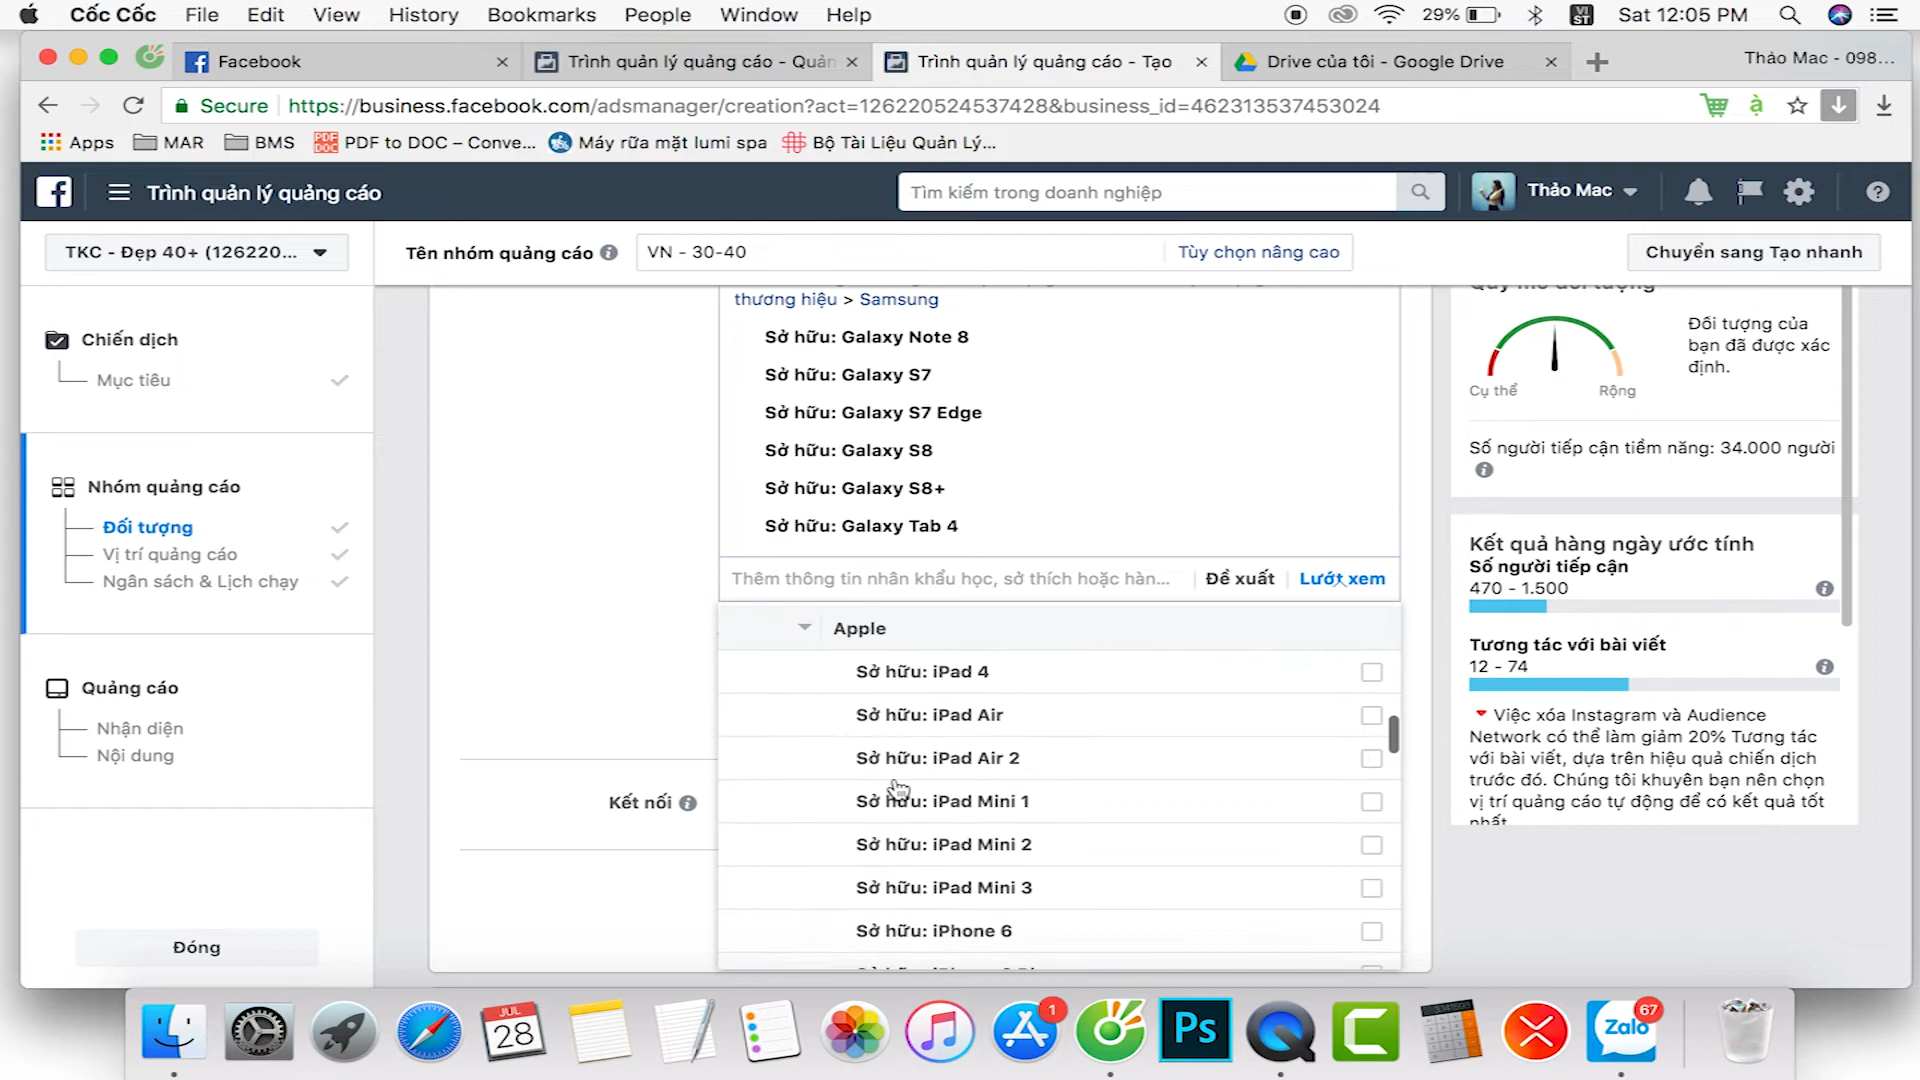 Cốc Cốc File Edit View History Bookmarks People Window Help
29% VI ST Sat 12:05 PM
Facebook
Trình quản lý quảng cáo - Quản
Trình quản lý quảng cáo - Tạo
Drive của tôi - Google Drive
Thảo Mac - 098...
Secure https://business.facebook.com/adsmanager/creation?act=126220524537428&business_id=462313537453024
à
Apps MAR BMS PDF to DOC – Conve... Máy rữa mặt lumi spa Bộ Tài Liệu Quản Lý...
Trình quản lý quảng cáo
Tìm kiếm trong doanh nghiệp
Thảo Mac
TKC - Đẹp 40+ (126220...
Tên nhóm quảng cáo
VN - 30-40
Tùy chọn nâng cao
Chuyển sang Tạo nhanh
Chiến dịch
Mục tiêu
Nhóm quảng cáo
Đối tượng
Vị trí quảng cáo
Ngân sách & Lịch chạy
Quảng cáo
Nhận diện
Nội dung
Đóng
thương hiệu > Samsung
Sở hữu: Galaxy Note 8
Sở hữu: Galaxy S7
Sở hữu: Galaxy S7 Edge
Sở hữu: Galaxy S8
Sở hữu: Galaxy S8+
Sở hữu: Galaxy Tab 4
Thêm thông tin nhân khẩu học, sở thích hoặc hàn...
Đề xuất
Lướt xem
Apple
Sở hữu: iPad 4
Sở hữu: iPad Air
Sở hữu: iPad Air 2
Sở hữu: iPad Mini 1
Sở hữu: iPad Mini 2
Sở hữu: iPad Mini 3
Sở hữu: iPhone 6
Kết nối
Quy mô đối tượng
Cụ thể
Rộng
Đối tượng của
bạn đã được xác
định.
Số người tiếp cận tiềm năng: 34.000 người
Kết quả hàng ngày ước tính
Số người tiếp cận
470 - 1.500
Tương tác với bài viết
12 - 74
Việc xóa Instagram và Audience
Network có thể làm giảm 20% Tương tác
với bài viết, dựa trên hiệu quả chiến dịch
trước đó. Chúng tôi khuyên bạn nên chọn
vị trí quảng cáo tự động để có kết quả tốt
nhất.
JUL
28
1
Ps
Zalo
67